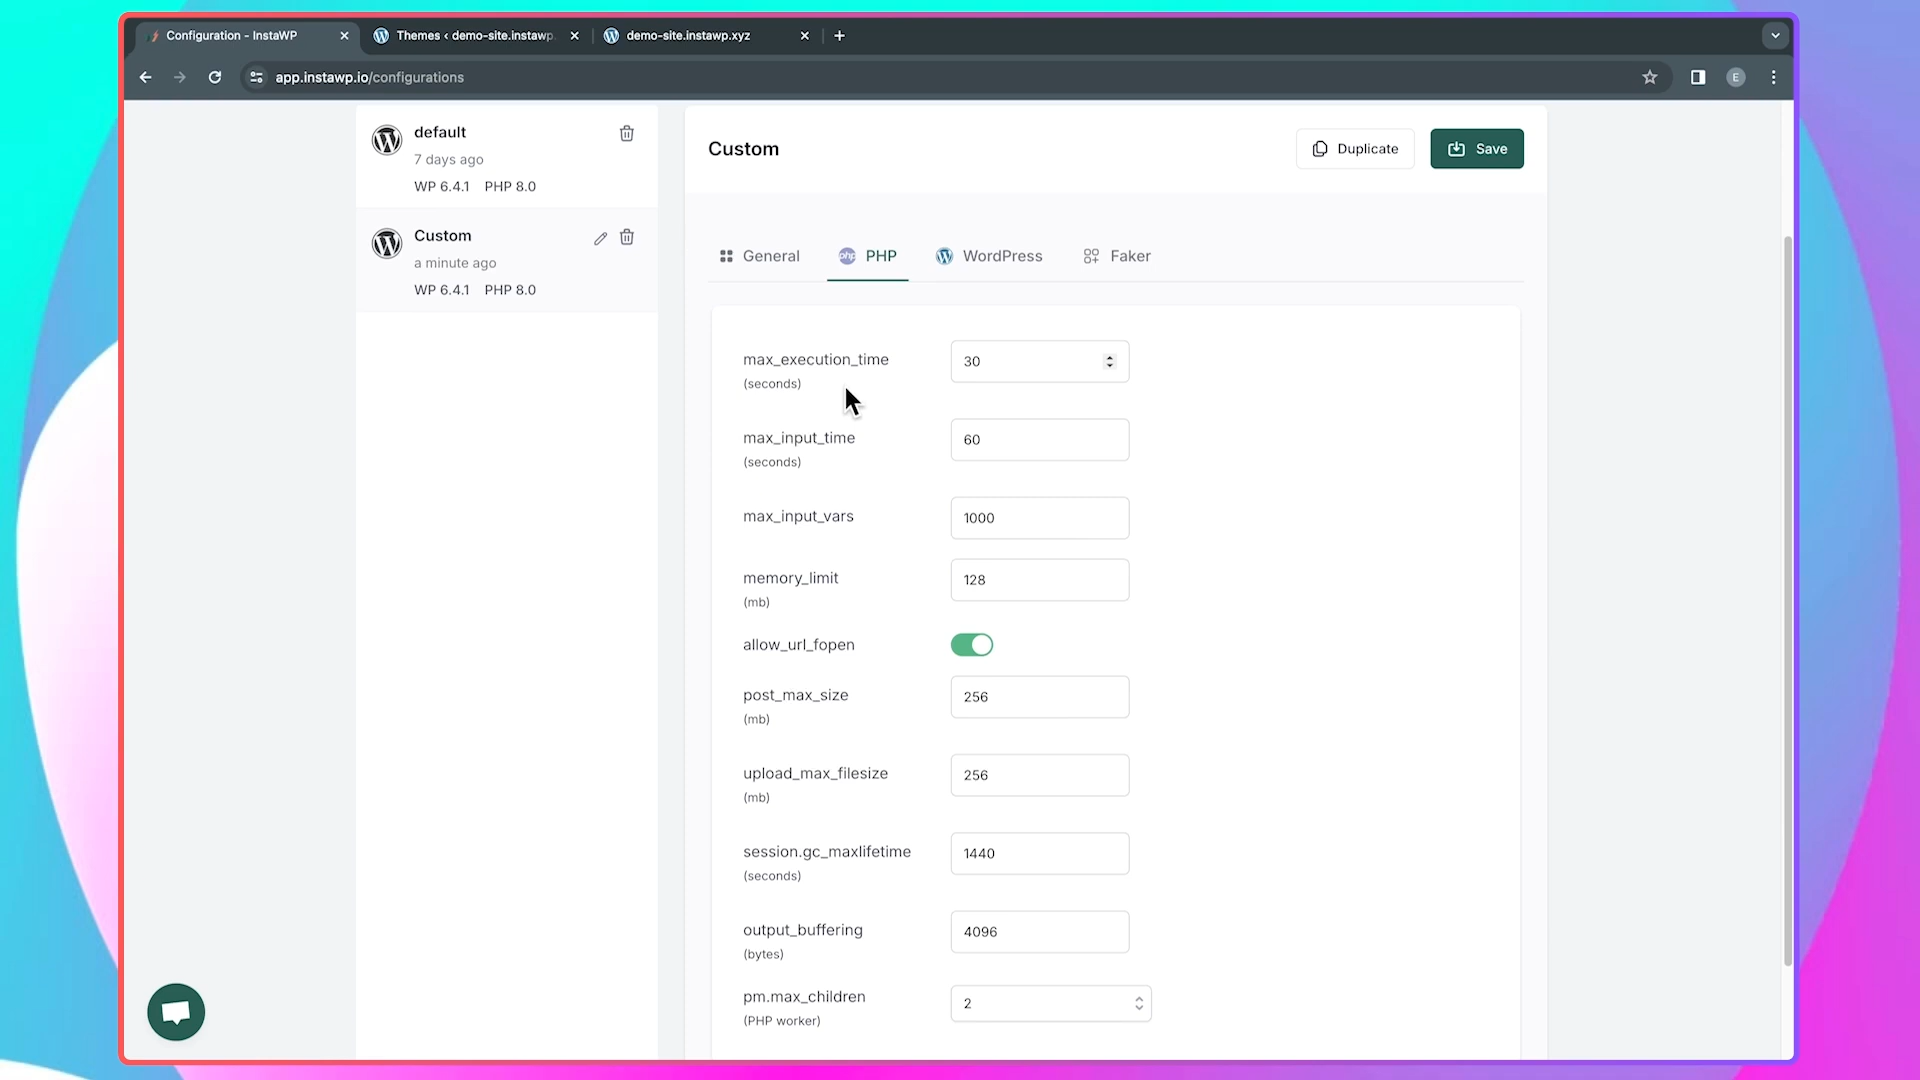 Configuration - InstaWP
Themes ‹ demo-site.instawp.
demo-site.instawp.xyz
app.instawp.io/configurations
E
default
7 days ago
WP 6.4.1 PHP 8.0
Custom
a minute ago
WP 6.4.1 PHP 8.0
Custom
Duplicate
Save
General
php PHP
WordPress
Faker
max_execution_time
(seconds)
30
max_input_time
(seconds)
60
max_input_vars
1000
memory_limit
(mb)
128
allow_url_fopen
post_max_size
(mb)
256
upload_max_filesize
(mb)
256
session.gc_maxlifetime
(seconds)
1440
output_buffering
(bytes)
4096
pm.max_children
(PHP worker)
2